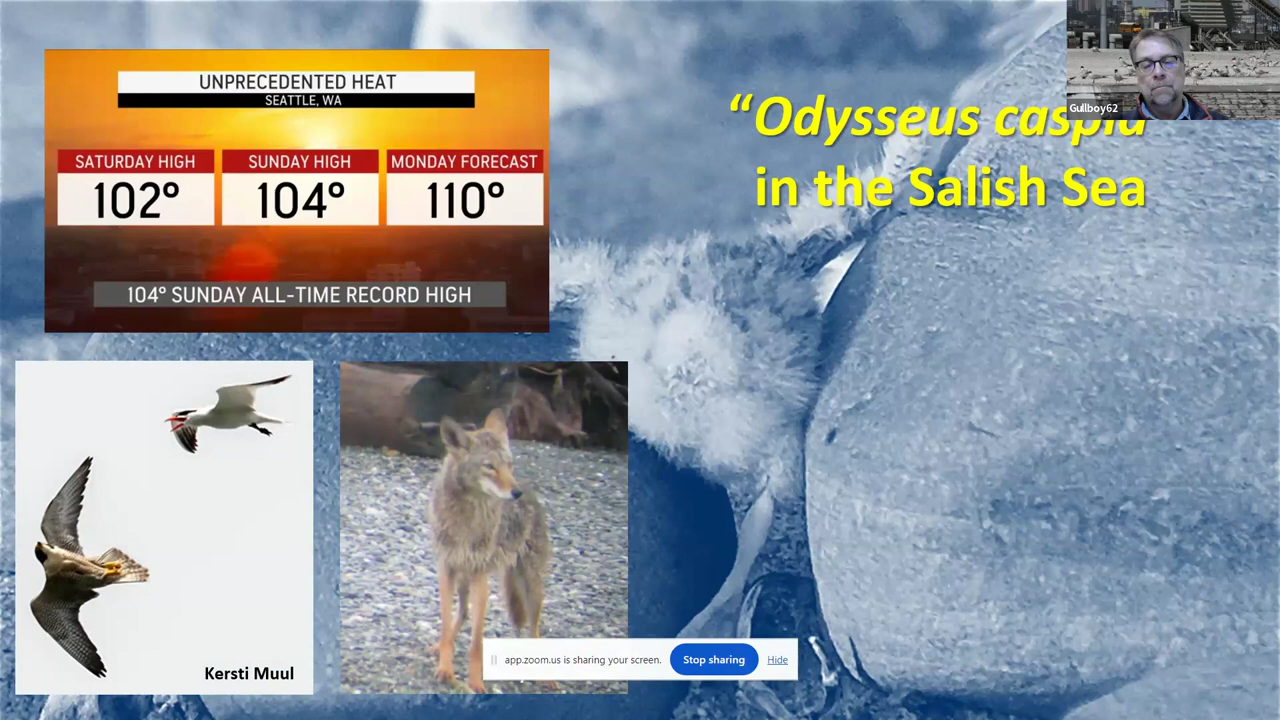 UNPRECEDENTED HEAT
SEATTLE, WA
SATURDAY HIGH
SUNDAY HIGH
MONDAY FORECAST
102°
104°
110°
104° SUNDAY ALL-TIME RECORD HIGH
“Odysseus caspia
in the Salish Sea
Gullboy62
Kersti Muul
app.zoom.us is sharing your screen.
Stop sharing
Hide